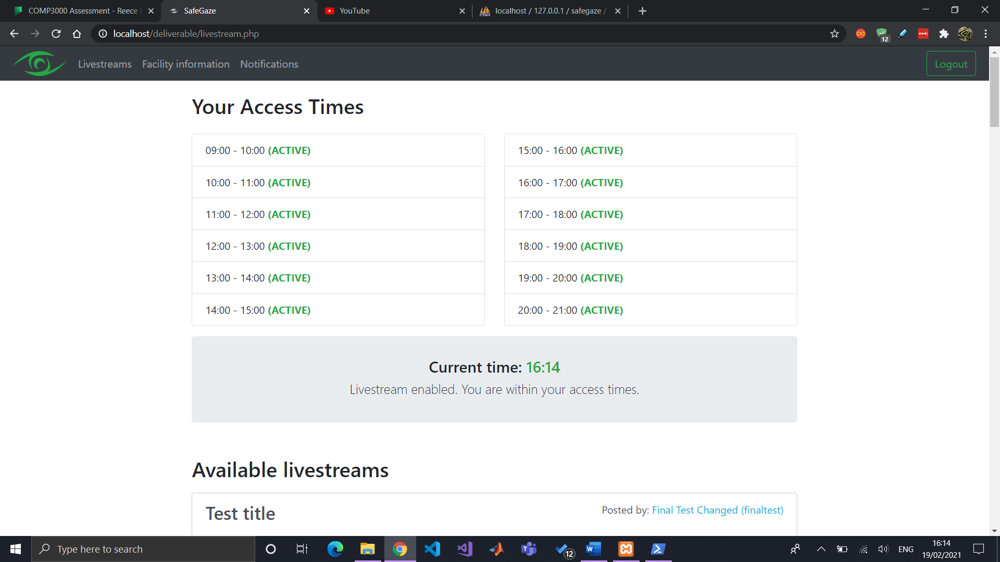 COMP3000 Assessment - Reece
SafeGaze
YouTube
localhost / 127.0.0.1 / safegaze /
localhost/deliverable/livestream.php
12
Livestreams
Facility information
Notifications
Logout
Your Access Times
09:00 - 10:00 (ACTIVE)
10:00 - 11:00 (ACTIVE)
11:00 - 12:00 (ACTIVE)
12:00 - 13:00 (ACTIVE)
13:00 - 14:00 (ACTIVE)
14:00 - 15:00 (ACTIVE)
15:00 - 16:00 (ACTIVE)
16:00 - 17:00 (ACTIVE)
17:00 - 18:00 (ACTIVE)
18:00 - 19:00 (ACTIVE)
19:00 - 20:00 (ACTIVE)
20:00 - 21:00 (ACTIVE)
Current time: 16:14
Livestream enabled. You are within your access times.
Available livestreams
Test title
Posted by: Final Test Changed (finaltest)
Type here to search
12
ENG
16:14
19/02/2021